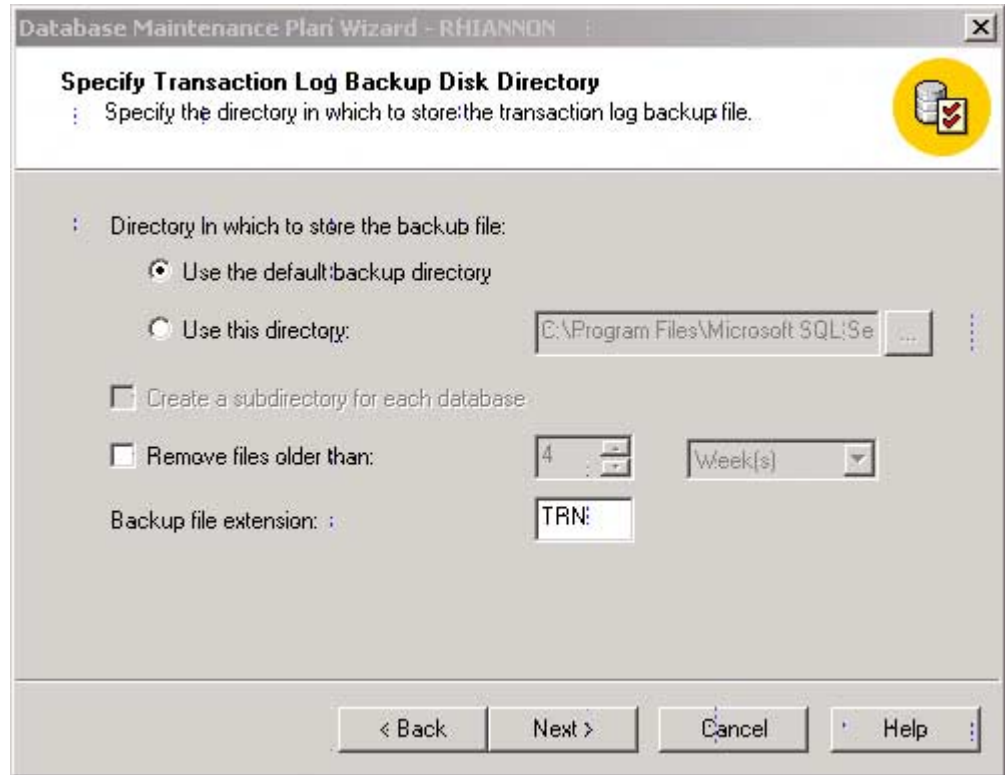 Database Maintenance Plan Wizard - RHIANNON
Specify Transaction Log Backup Disk Directory
Specify the directory in which to store the transaction log backup file.
Directory In which to store the backub file:
Use the default backup directory
Use this directory:
C:\Program Files\Microsoft SQL Se
...
Create a subdirectory for each database
Remove files older than:
4
Week(s)
Backup file extension:
TRN
< Back
Next >
Cancel
Help